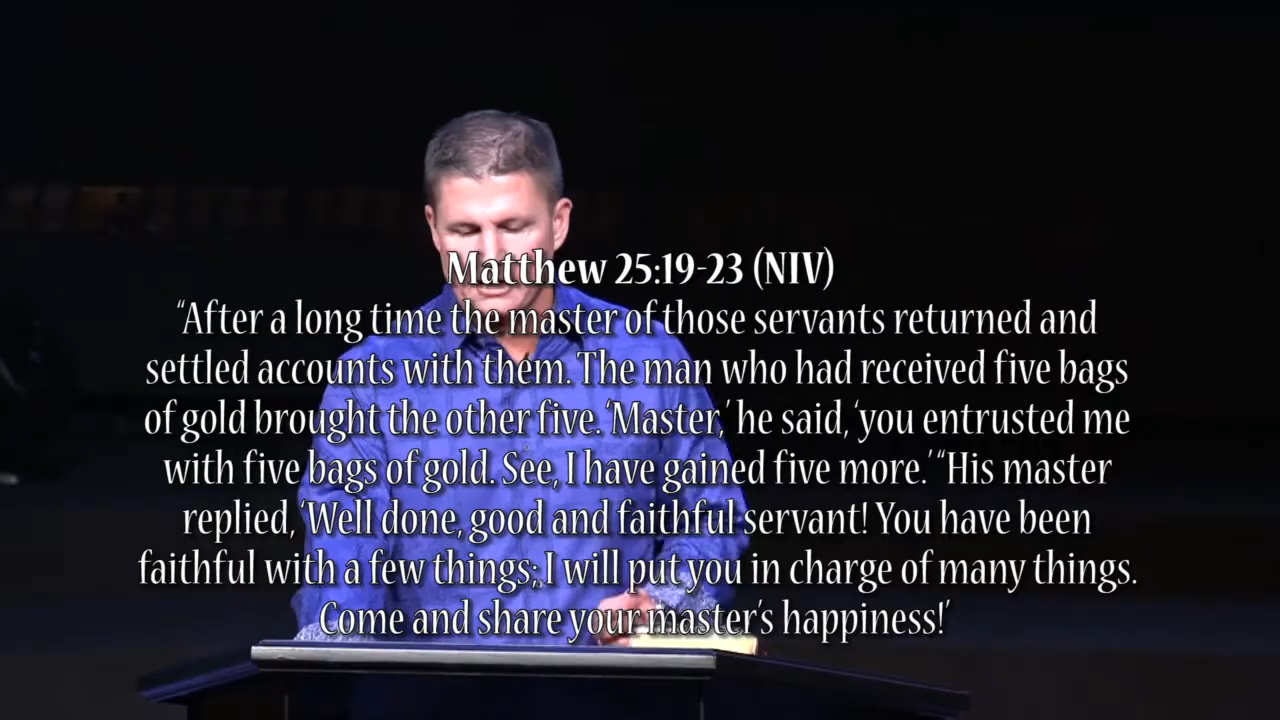 Matthew 25:19-23 (NIV)
“After a long time the master of those servants returned and
settled accounts with them. The man who had received five bags
of gold brought the other five. ‘Master,’ he said, ‘you entrusted me
with five bags of gold. See, I have gained five more.’ “His master
replied, ‘Well done, good and faithful servant! You have been
faithful with a few things; I will put you in charge of many things.
Come and share your master’s happiness!’